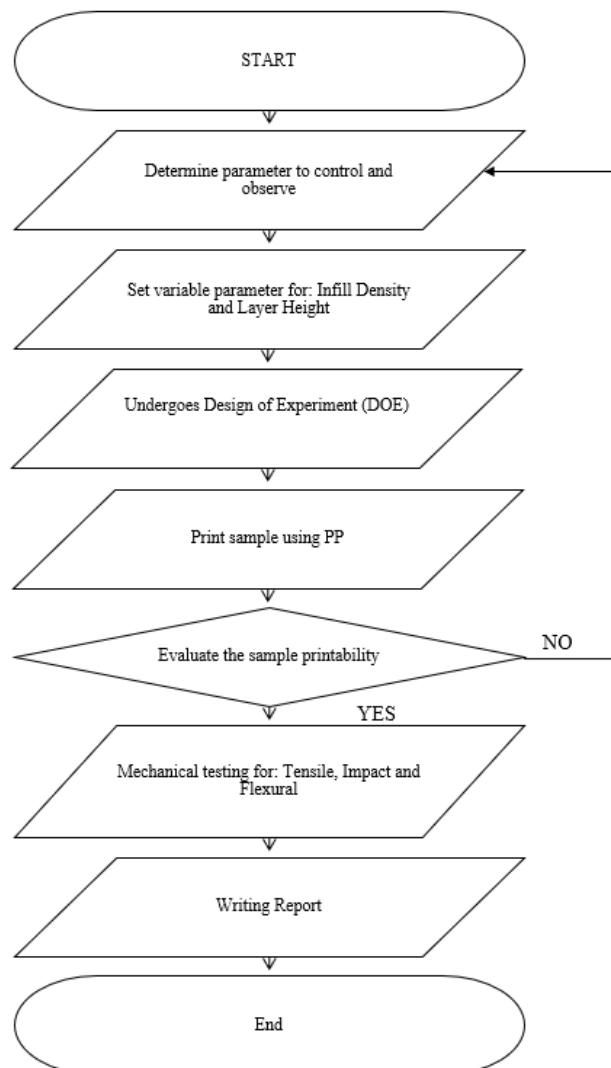 START
Determine parameter to control and
observe
Set variable parameter for: Infill Density
and Layer Height
Undergoes Design of Experiment (DOE)
Print sample using PP
Evaluate the sample printability
NO
YES
Mechanical testing for: Tensile, Impact and
Flexural
Writing Report
End